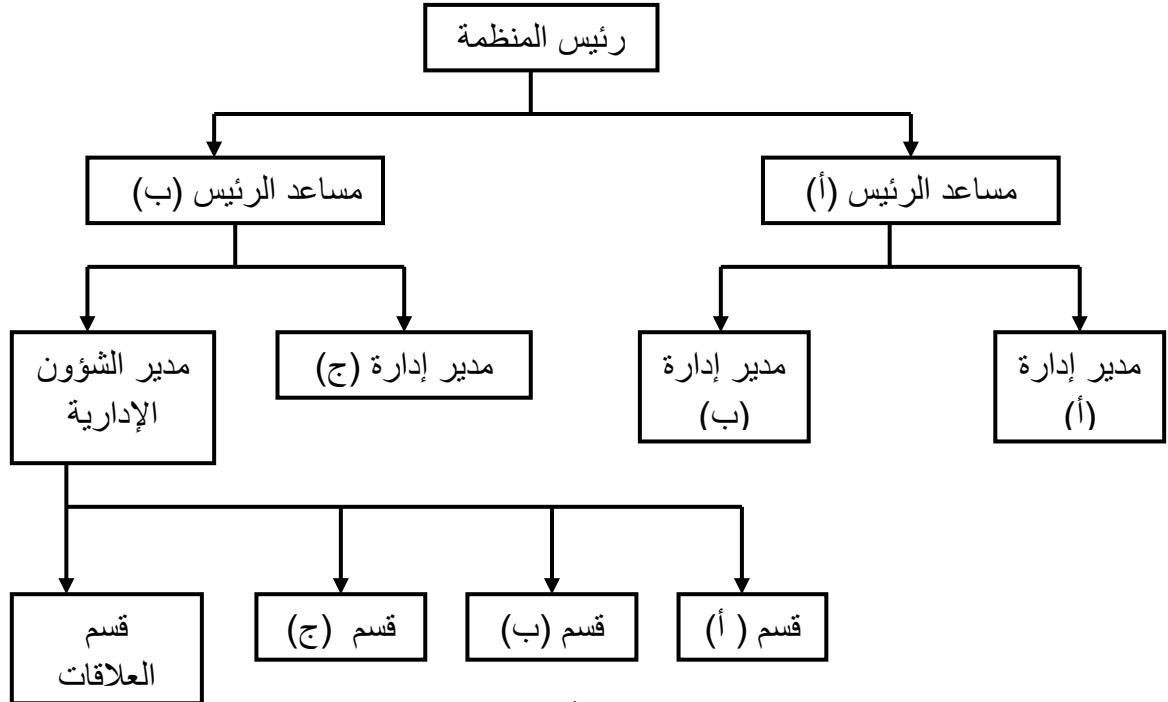 رئيس المنظمة
مساعد الرئيس (أ)
مساعد الرئيس (ب)
مدير إدارة
(أ)
مدير إدارة
(ب)
مدير إدارة (ج)
مدير الشؤون
الإدارية
قسم ( أ)
قسم (ب)
قسم (ج)
قسم
العلاقات